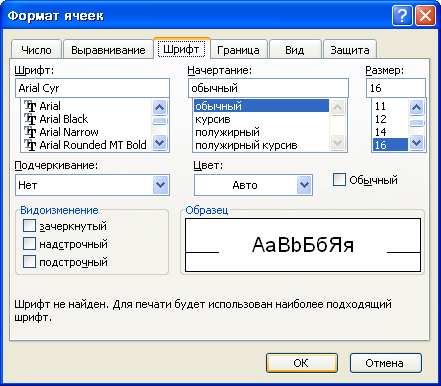 Формат ячеек
Число Выравнивание Шрифт Граница Вид Защита
Шрифт: Начертание: Размер:
Arial Cyr обычный 16
Arial обычный 11
Arial Black курсив 12
Arial Narrow полужирный 14
Arial Rounded MT Bold полужирный курсив 16
Подчеркивание: Цвет:
Нет Авто Обычный
Видоизменение Образец
зачеркнутый
надстрочный
подстрочный
АаBbБбЯя
Шрифт не найден. Для печати будет использован наиболее подходящий
шрифт.
ОК Отмена